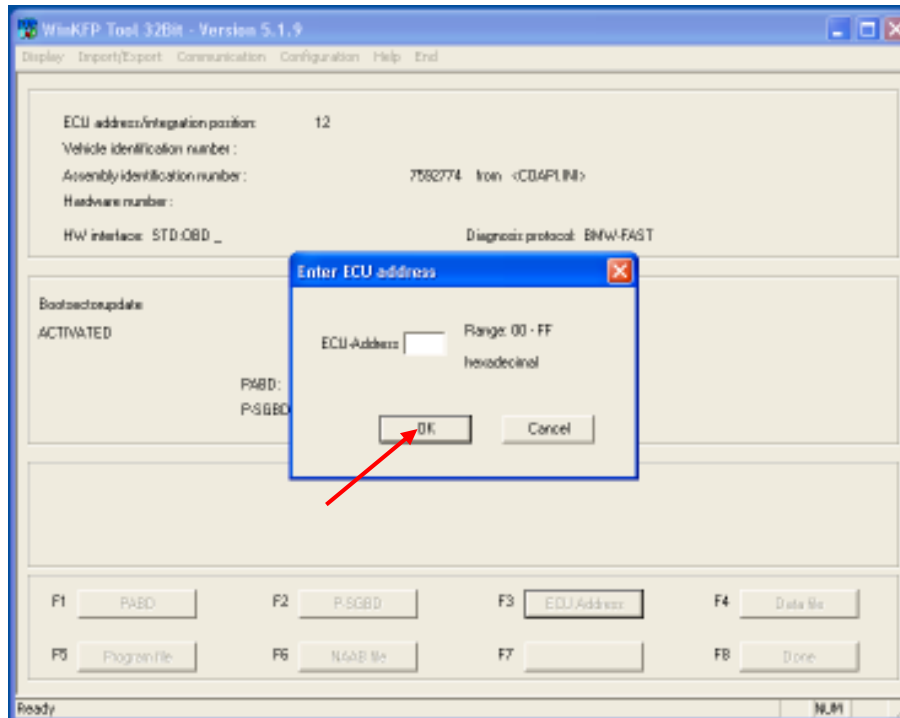 WinKFP Tool 32Bit - Version 5.1.9
Display Import/Export Communication Configuration Help End
ECU address/integration position: 12
Vehicle identification number :
Assembly identification number : 7592774 from <COAPI.INI>
Hardware number :
HW interface: STD:OBD _ Diagnosis protocol: BMW-FAST
Enter ECU address
Bootsectorupdate
ACTIVATED
ECU-Address Range: 00 - FF
hexadecimal
PABD:
P-SGBD
OK Cancel
F1 PABD F2 P-SGBD F3 ECU Address F4 Data file
F5 Program file F6 NAAB file F7 F8 Done
Ready NUM